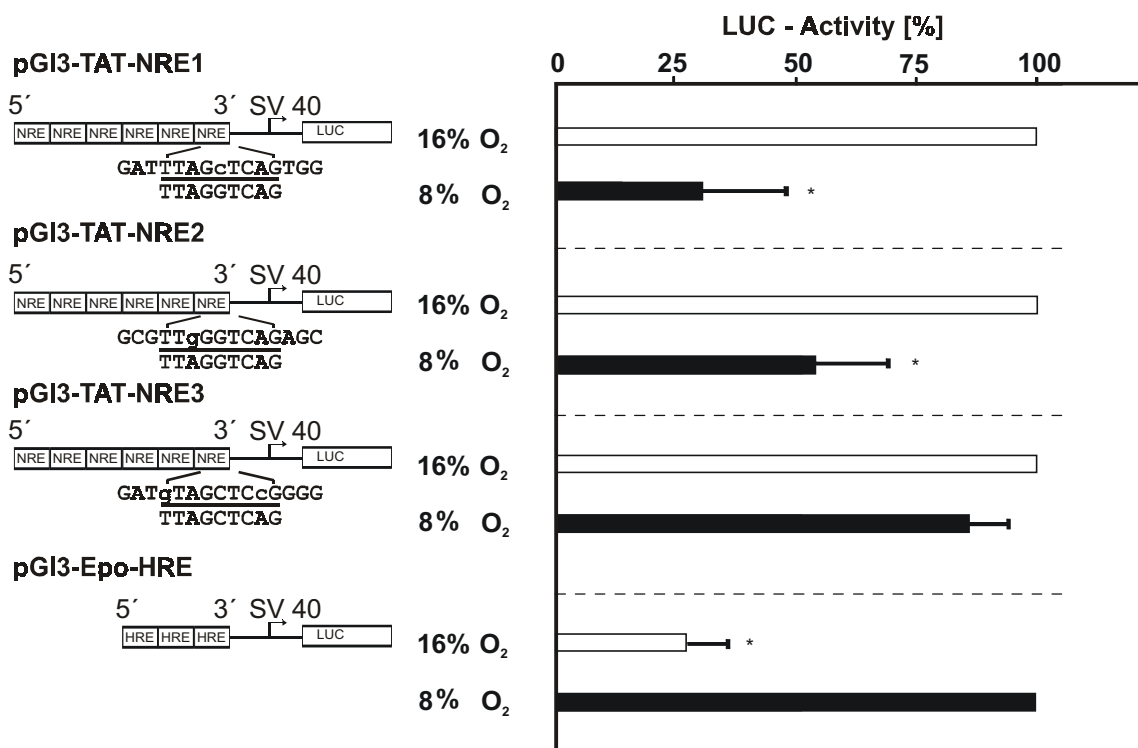 LUC - Activity [%]
0 25 50 75 100
pGl3-TAT-NRE1
5´ 3´ SV 40
NRE NRE NRE NRE NRE NRE LUC
GATTTAGcTCAGTGG
TTAGGTCAG
16% O2
8% O2
*
pGl3-TAT-NRE2
5´ 3´ SV 40
NRE NRE NRE NRE NRE NRE LUC
GCGTTgGGTCAGAGC
TTAGGTCAG
16% O2
8% O2
*
pGl3-TAT-NRE3
5´ 3´ SV 40
NRE NRE NRE NRE NRE NRE LUC
GATgTAGCTCcGGGG
TTAGCTCAG
16% O2
8% O2
pGl3-Epo-HRE
5´ 3´ SV 40
HRE HRE HRE LUC
16% O2
*
8% O2